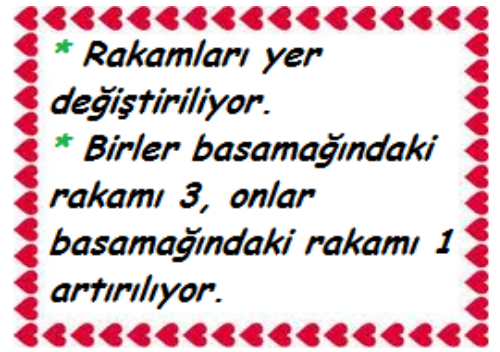 * Rakamları yer
değiştiriliyor.
* Birler basamağındaki
rakamı 3, onlar
basamağındaki rakamı 1
artırılıyor.